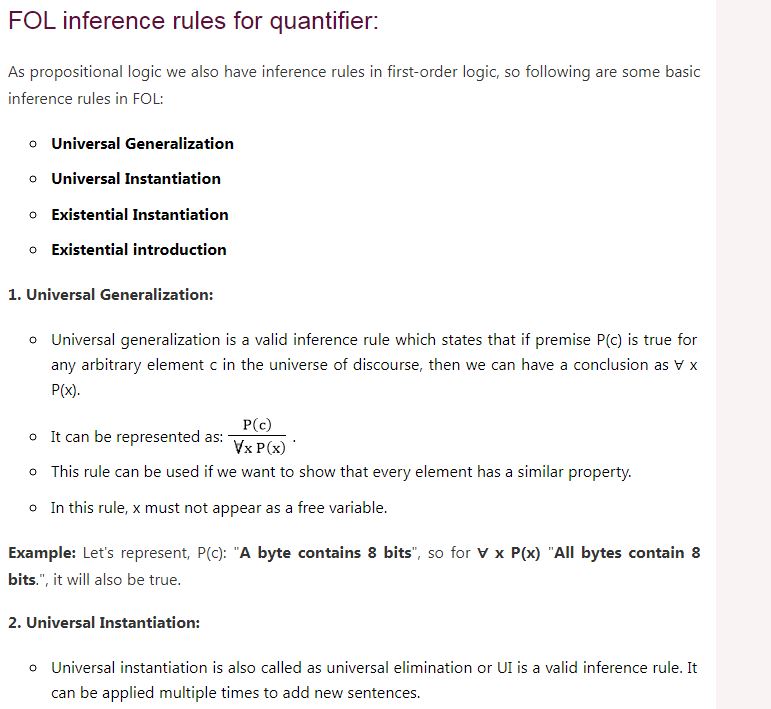 FOL inference rules for quantifier:
As propositional logic we also have inference rules in first-order logic, so following are some basic
inference rules in FOL:
Universal Generalization
Universal Instantiation
Existential Instantiation
Existential introduction
1. Universal Generalization:
Universal generalization is a valid inference rule which states that if premise P(c) is true for
any arbitrary element c in the universe of discourse, then we can have a conclusion as ∀ x
P(x).
It can be represented as: P(c)
∀x P(x) .
This rule can be used if we want to show that every element has a similar property.
In this rule, x must not appear as a free variable.
Example: Let's represent, P(c): "A byte contains 8 bits", so for ∀ x P(x) "All bytes contain 8
bits.", it will also be true.
2. Universal Instantiation:
Universal instantiation is also called as universal elimination or UI is a valid inference rule. It
can be applied multiple times to add new sentences.